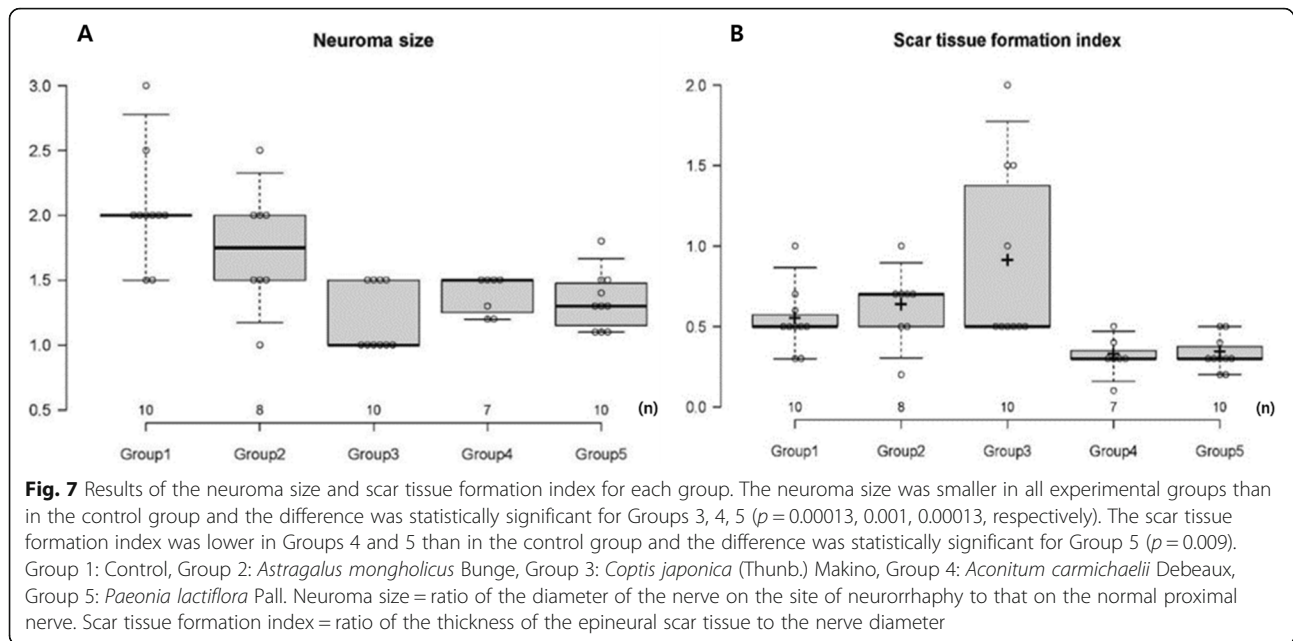 A
Neuroma size
3.0
2.5
2.0
1.5
1.0
0.5
10 8 10 7 10 (n)
Group1 Group2 Group3 Group4 Group5
B
Scar tissue formation index
2.0
1.5
1.0
0.5
0.0
10 8 10 7 10 (n)
Group1 Group2 Group3 Group4 Group5
Fig. 7 Results of the neuroma size and scar tissue formation index for each group. The neuroma size was smaller in all experimental groups than
in the control group and the difference was statistically significant for Groups 3, 4, 5 (p = 0.00013, 0.001, 0.00013, respectively). The scar tissue
formation index was lower in Groups 4 and 5 than in the control group and the difference was statistically significant for Group 5 (p = 0.009).
Group 1: Control, Group 2: Astragalus mongholicus Bunge, Group 3: Coptis japonica (Thunb.) Makino, Group 4: Aconitum carmichaelii Debeaux,
Group 5: Paeonia lactiflora Pall. Neuroma size = ratio of the diameter of the nerve on the site of neurorrhaphy to that on the normal proximal
nerve. Scar tissue formation index = ratio of the thickness of the epineural scar tissue to the nerve diameter